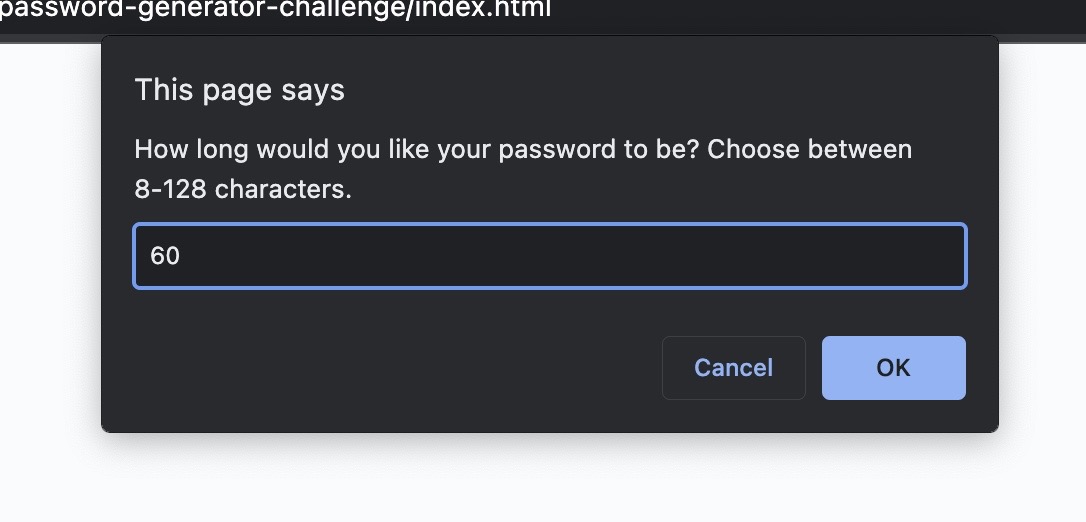 password-generator-challenge/index.html
This page says
How long would you like your password to be? Choose between
8-128 characters.
60
Cancel
OK